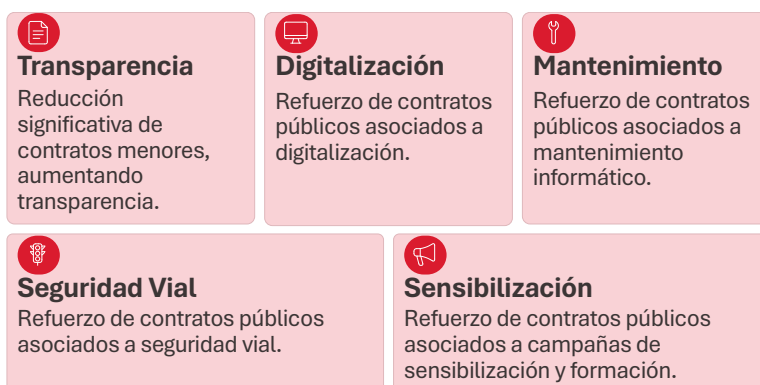 Transparencia
Reducción
significativa de
contratos menores,
aumentando
transparencia.
Digitalización
Refuerzo de contratos
públicos asociados a
digitalización.
Mantenimiento
Refuerzo de contratos
públicos asociados a
mantenimiento
informático.
Seguridad Vial
Refuerzo de contratos públicos
asociados a seguridad vial.
Sensibilización
Refuerzo de contratos públicos
asociados a campañas de
sensibilización y formación.